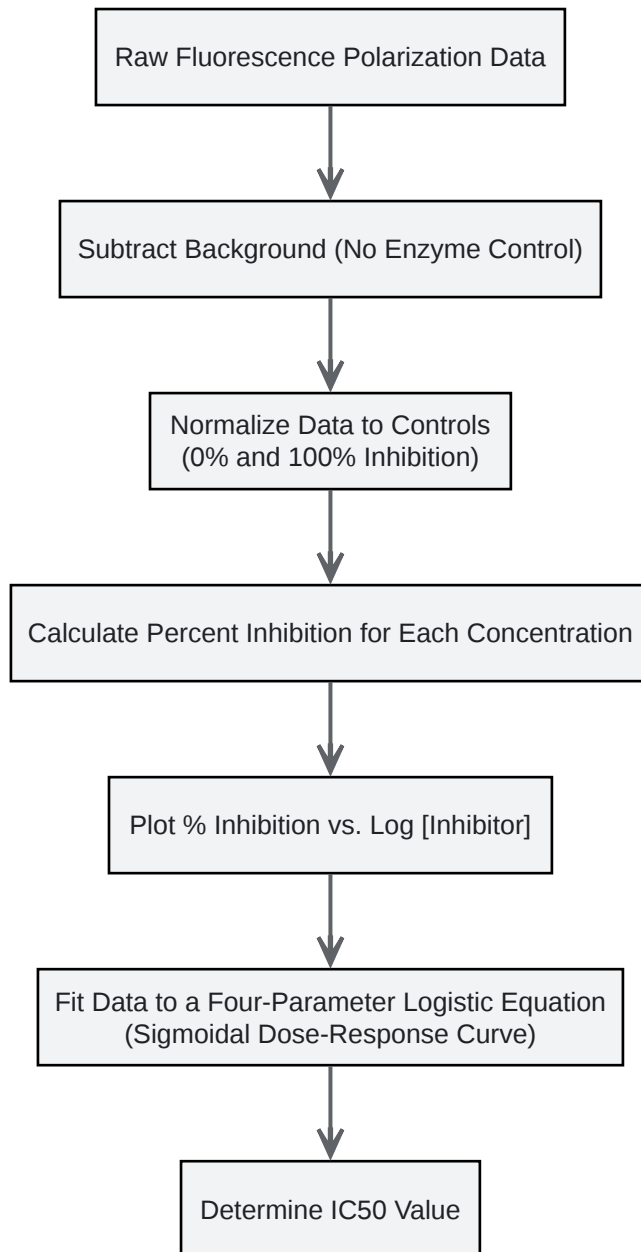 Raw Fluorescence Polarization Data
Subtract Background (No Enzyme Control)
Normalize Data to Controls
(0% and 100% Inhibition)
Calculate Percent Inhibition for Each Concentration
Plot % Inhibition vs. Log [Inhibitor]
Fit Data to a Four-Parameter Logistic Equation
(Sigmoidal Dose-Response Curve)
Determine IC50 Value